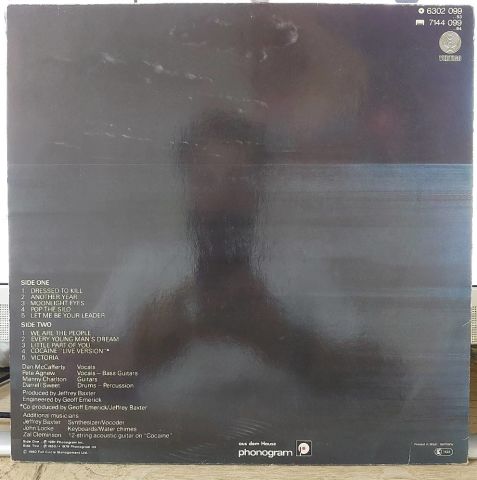 6302 099
53
7144 099
54
vertigo
SIDE ONE
1 DRESSED TO KILL
2 ANOTHER YEAR
3 MOONLIGHT EYES
4 POP THE SILO
5 LET ME BE YOUR LEADER
SIDE TWO
1 WE ARE THE PEOPLE
2 EVERY YOUNG MAN'S DREAM
3 LITTLE PART OF YOU
4 COCAINE "LIVE VERSION"*
5 VICTORIA
Dan McCafferty Vocals
Pete Agnew Vocals – Bass Guitars
Manny Charlton Guitars
Darrell Sweet Drums – Percussion
Produced by Jeffrey Baxter
Engineered by Geoff Emerick
*Co produced by Geoff Emerick/Jeffrey Baxter
Additional musicians
Jeffrey Baxter Synthesizer/Vocoder
John Locke Keyboards/Water chimes
Zal Cleminson 12-string acoustic guitar on "Cocaine"
aus dem House
phonogram